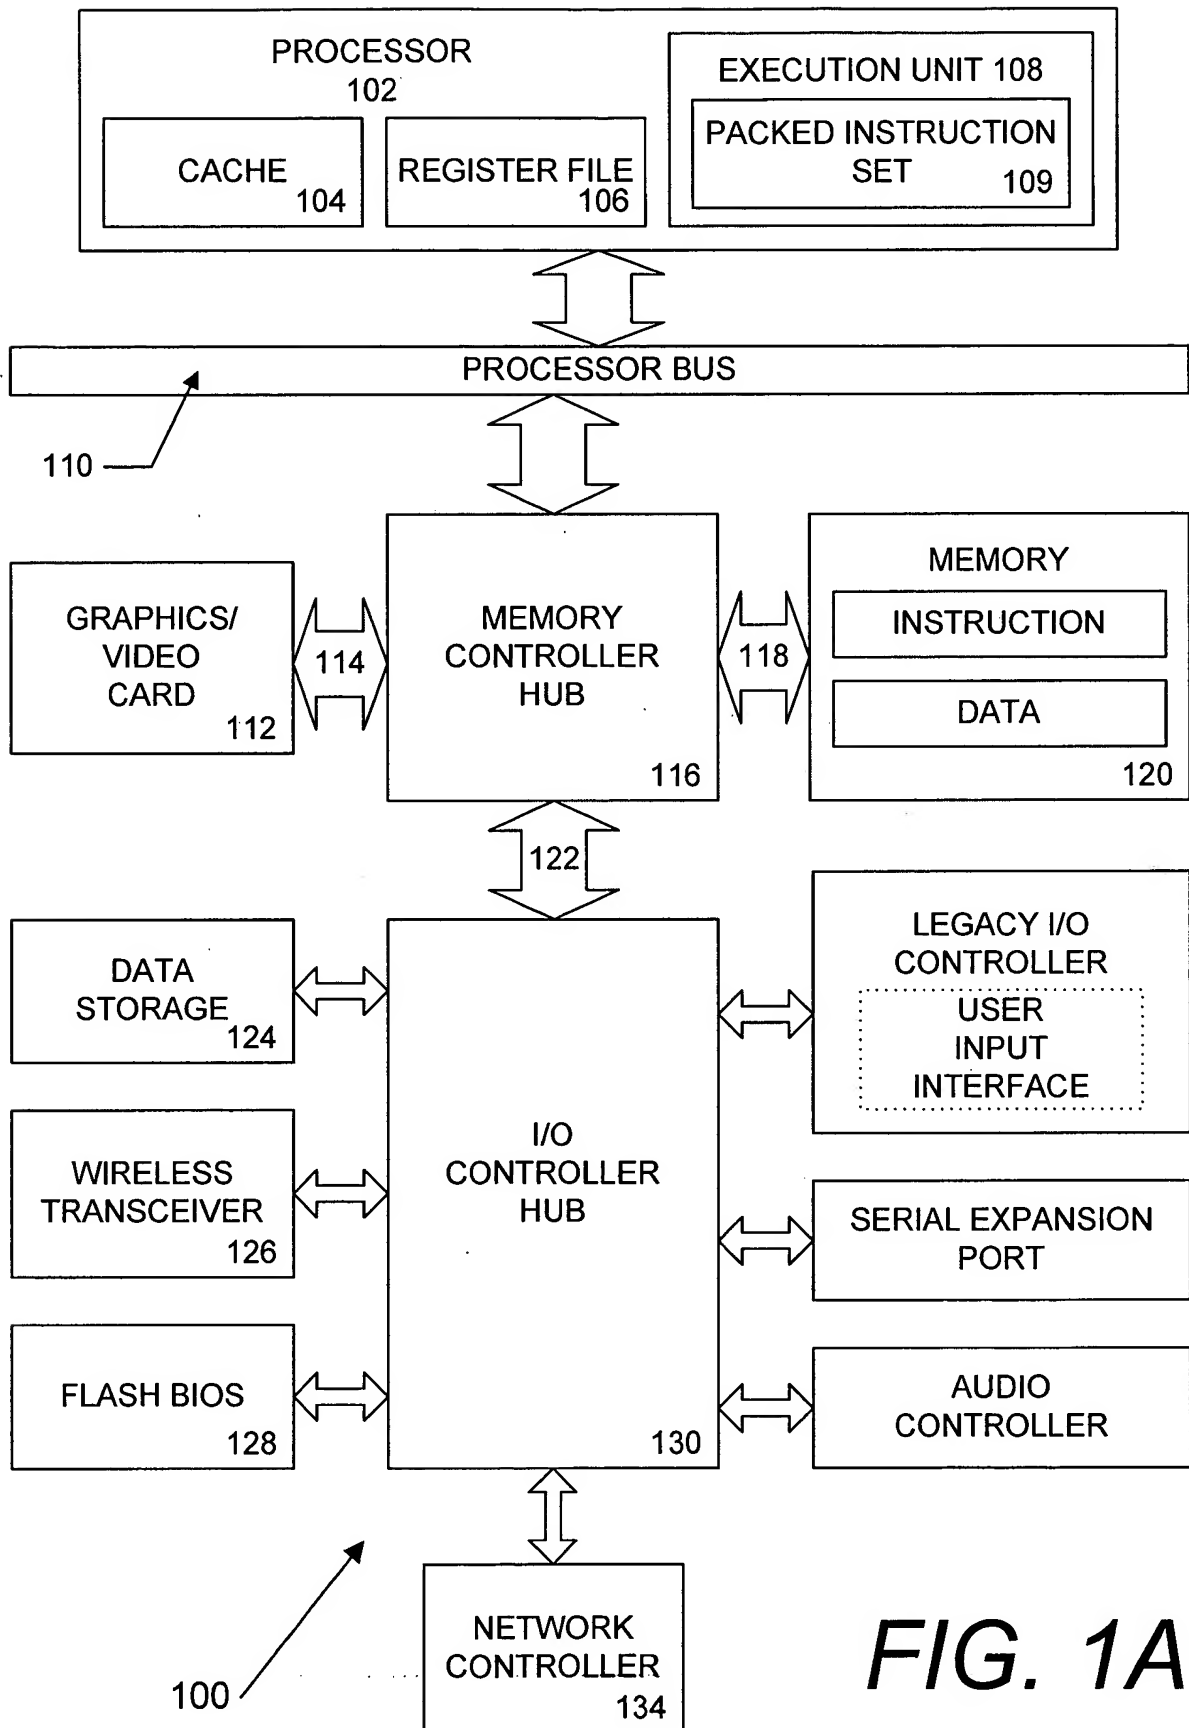 PROCESSOR
102
CACHE
104
REGISTER FILE
106
EXECUTION UNIT 108
PACKED INSTRUCTION
SET
109
PROCESSOR BUS
110
GRAPHICS/
VIDEO
CARD
112
114
MEMORY
CONTROLLER
HUB
116
118
MEMORY
INSTRUCTION
DATA
120
122
DATA
STORAGE
124
WIRELESS
TRANSCEIVER
126
FLASH BIOS
128
I/O
CONTROLLER
HUB
130
LEGACY I/O
CONTROLLER
USER
INPUT
INTERFACE
SERIAL EXPANSION
PORT
AUDIO
CONTROLLER
NETWORK
CONTROLLER
134
100
FIG. 1A